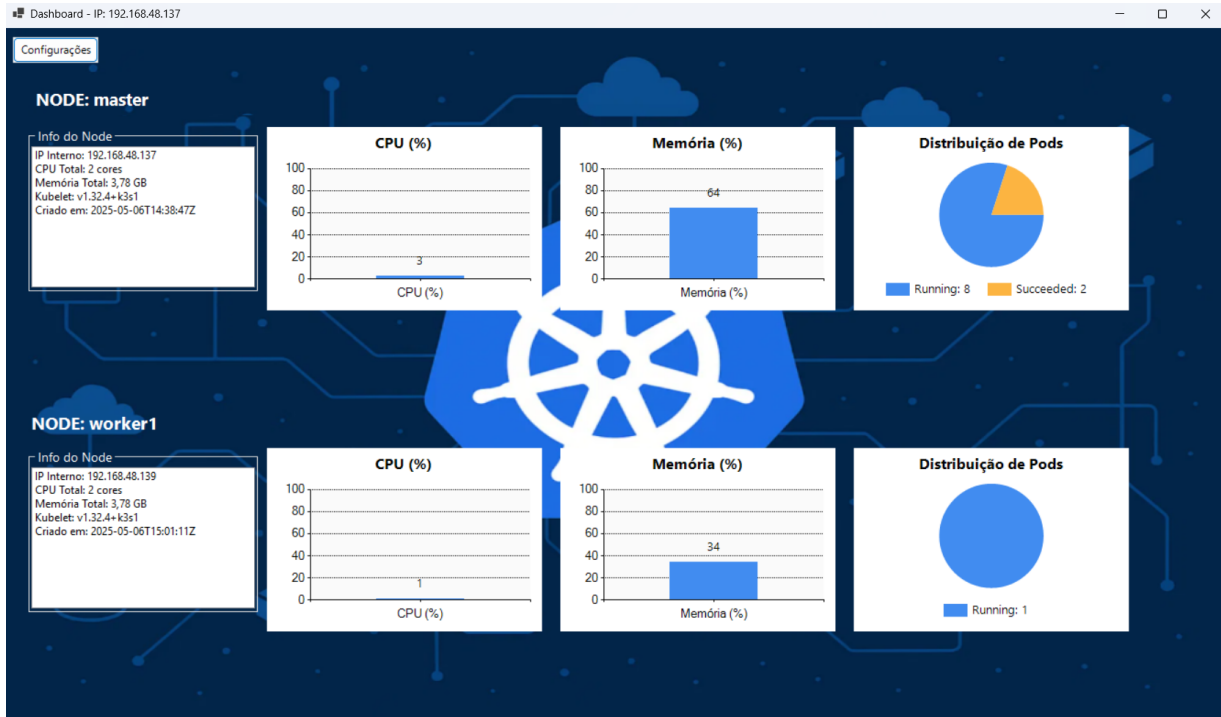 Dashboard - IP: 192.168.48.137
Configurações
NODE: master
Info do Node
IP Interno: 192.168.48.137
CPU Total: 2 cores
Memória Total: 3,78 GB
Kubelet: v1.32.4+k3s1
Criado em: 2025-05-06T14:38:47Z
CPU (%)
100
80
60
40
20
0
3
CPU (%)
Memória (%)
100
80
60
40
20
0
64
Memória (%)
Distribuição de Pods
Running: 8
Succeeded: 2
NODE: worker1
Info do Node
IP Interno: 192.168.48.139
CPU Total: 2 cores
Memória Total: 3,78 GB
Kubelet: v1.32.4+k3s1
Criado em: 2025-05-06T15:01:11Z
CPU (%)
100
80
60
40
20
0
1
CPU (%)
Memória (%)
100
80
60
40
20
0
34
Memória (%)
Distribuição de Pods
Running: 1